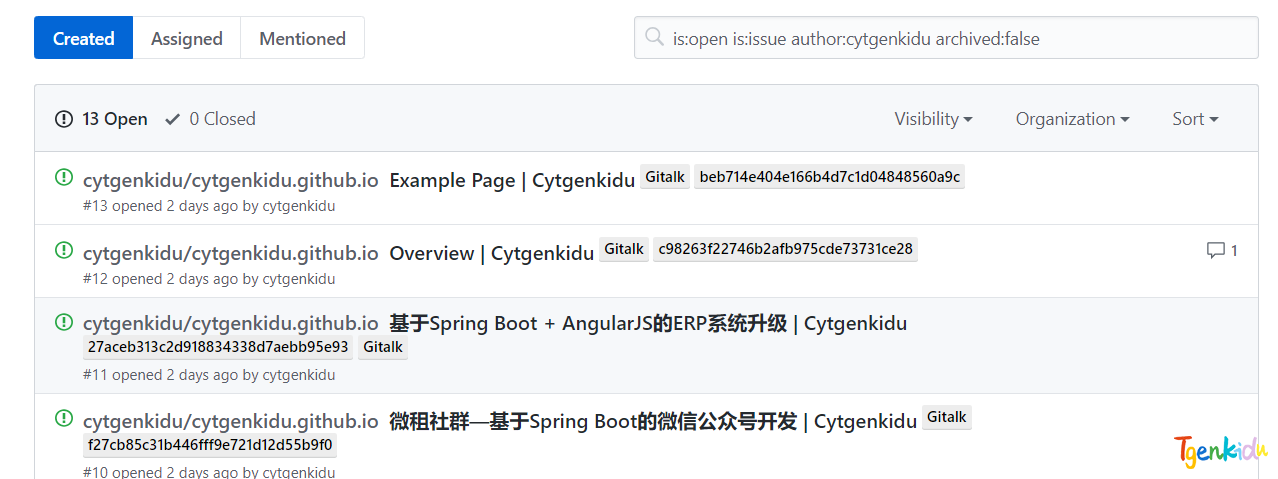 Created Assigned Mentioned is:open is:issue author:cytgenkidu archived:false
13 Open 0 Closed Visibility Organization Sort
cytgenkidu/cytgenkidu.github.io Example Page | Cytgenkidu Gitalk beb714e404e166b4d7c1d04848560a9c
#13 opened 2 days ago by cytgenkidu
cytgenkidu/cytgenkidu.github.io Overview | Cytgenkidu Gitalk c98263f22746b2afb975cde73731ce28 1
#12 opened 2 days ago by cytgenkidu
cytgenkidu/cytgenkidu.github.io 基于Spring Boot + AngularJS的ERP系统升级 | Cytgenkidu
27aceb313c2d918834338d7aebb95e93 Gitalk
#11 opened 2 days ago by cytgenkidu
cytgenkidu/cytgenkidu.github.io 微租社群—基于Spring Boot的微信公众号开发 | Cytgenkidu Gitalk
f27cb85c31b446fff9e721d12d55b9f0
#10 opened 2 days ago by cytgenkidu
Tgenkidu